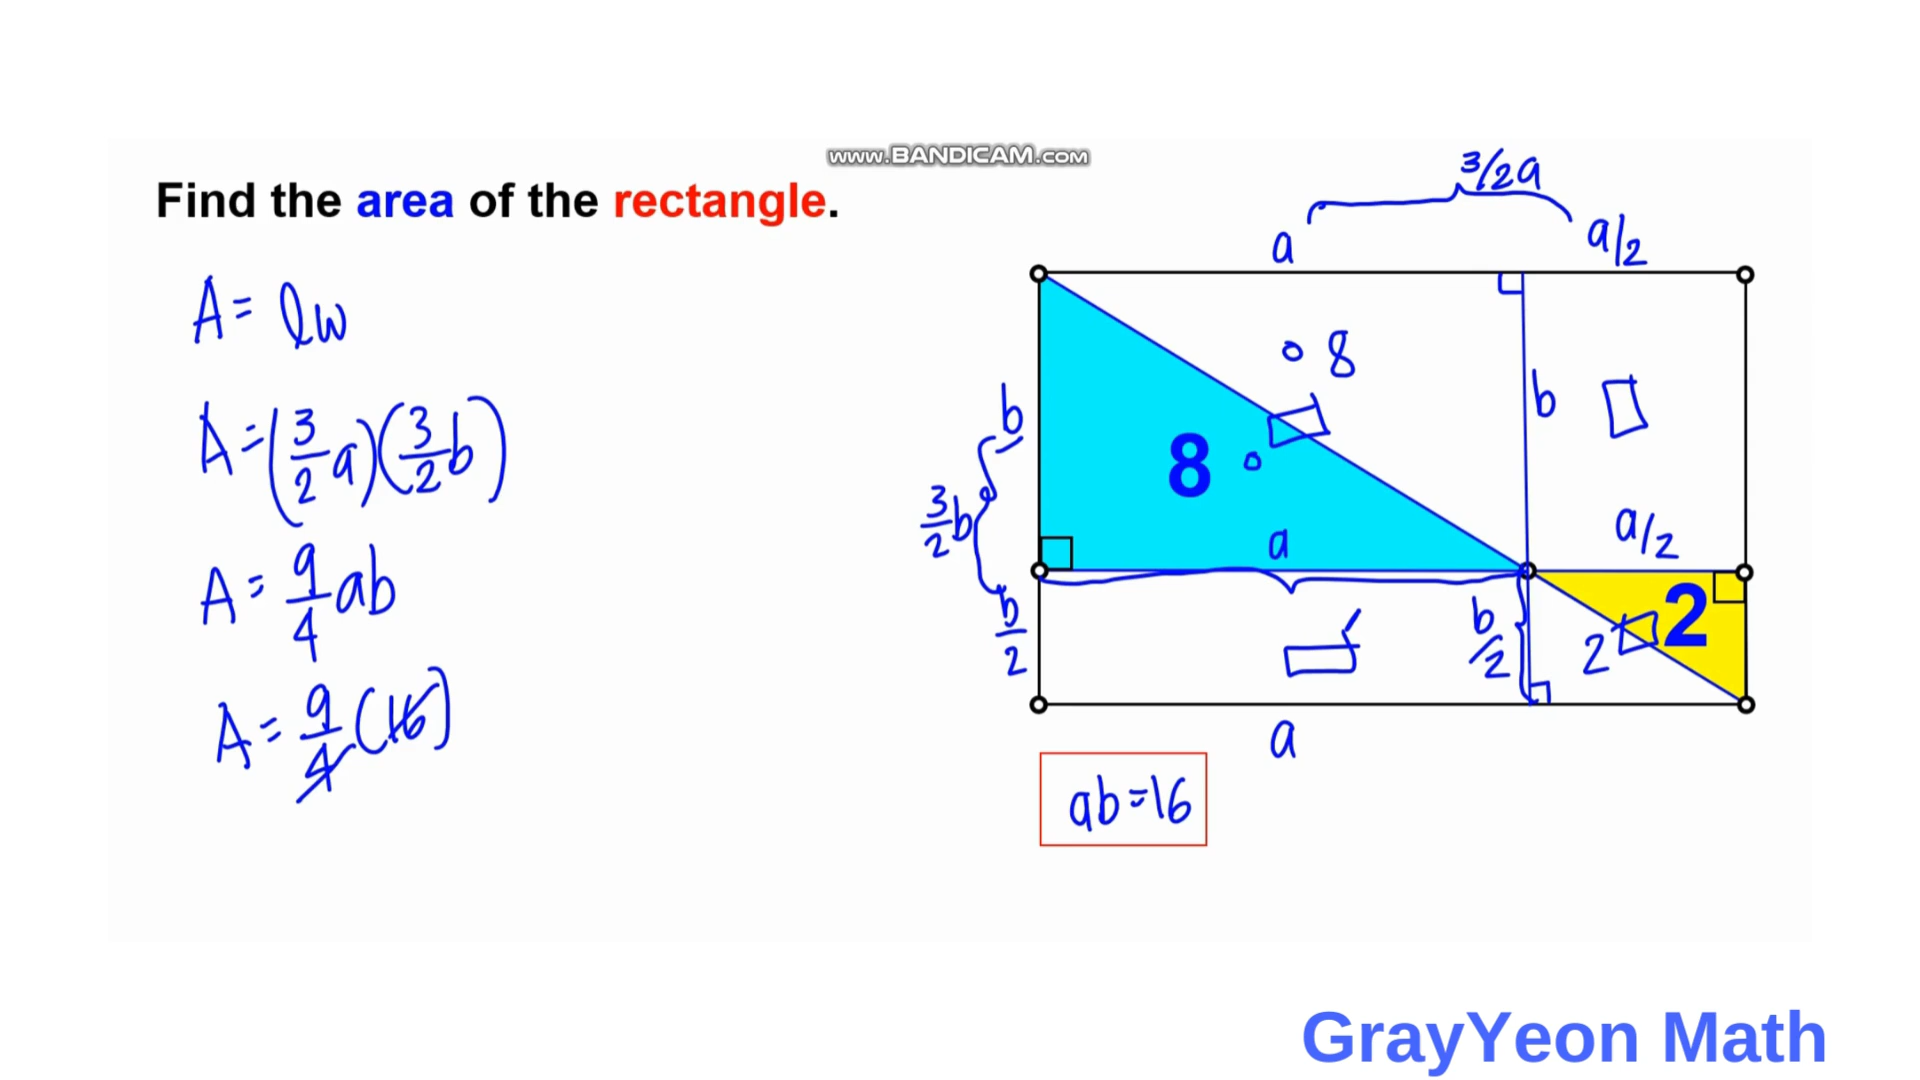 www.BANDICAM.com
Find the area of the rectangle.
A = lw
A = (3/2 a)(3/2 b)
A = 9/4 ab
A = 9/4 (16)
3/2a
a
a/2
8
b
b
8
3/2 b
a
a/2
b/2
b/2
2
2
a
ab=16
GrayYeon Math